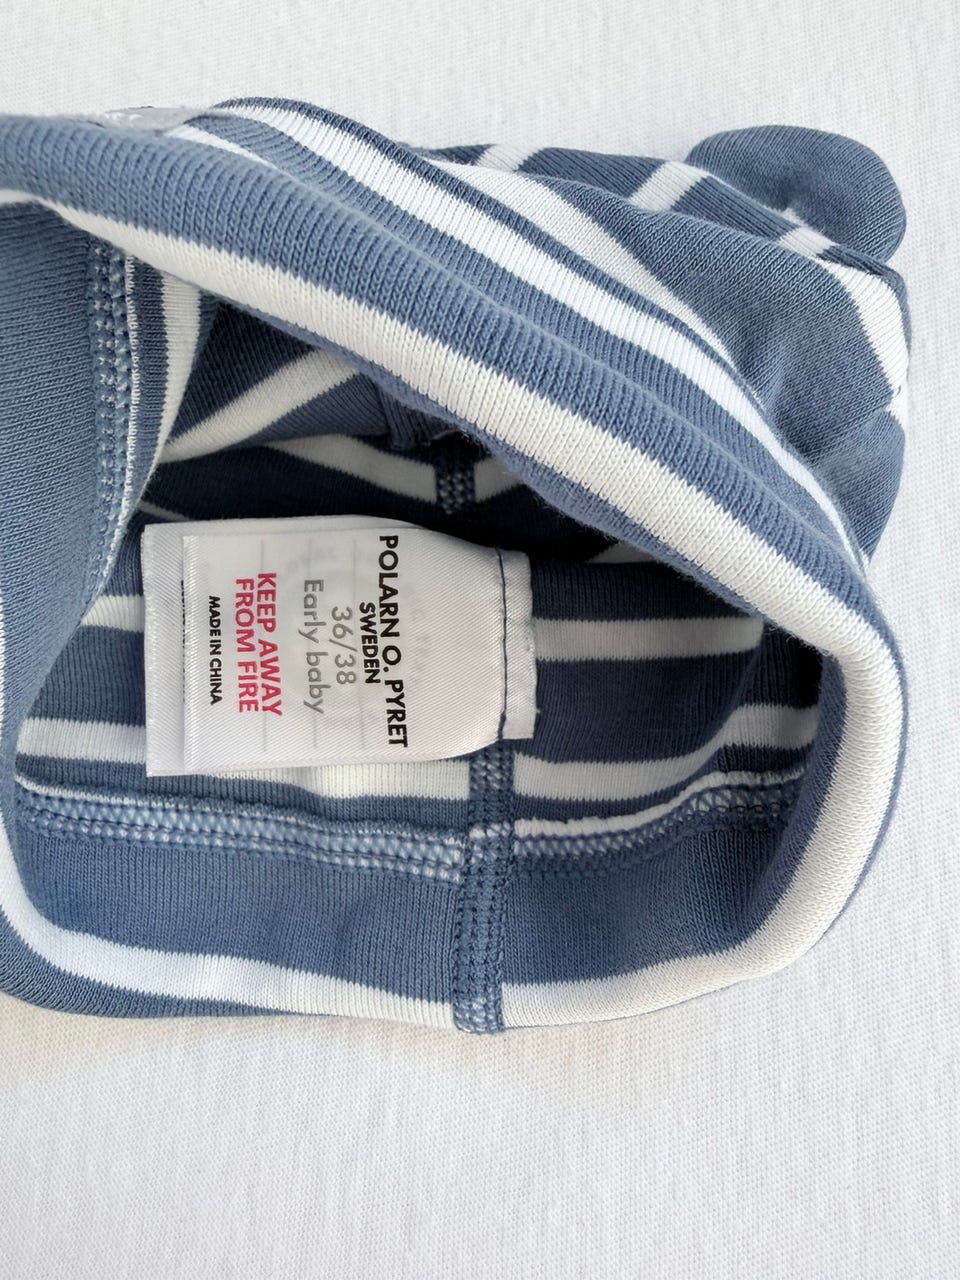 POLARN O. PYRET
SWEDEN
36/38
Early baby
KEEP AWAY
FROM FIRE
MADE IN CHINA